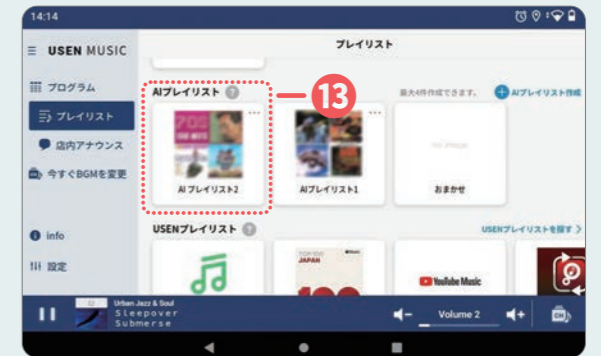 14:14
USEN MUSIC
プログラム
プレイリスト
店内アナウンス
今すぐBGMを変更
info
設定
プレイリスト
AIプレイリスト ?
13
最大4件作成できます。
+ AIプレイリスト作成
AI プレイリスト2
AIプレイリスト1
おまかせ
USENプレイリスト ?
USENプレイリストを探す
JAPAN
100
YouTube Music
Urban Jazz & Soul
Sleepover
Submerse
Volume 2
CH